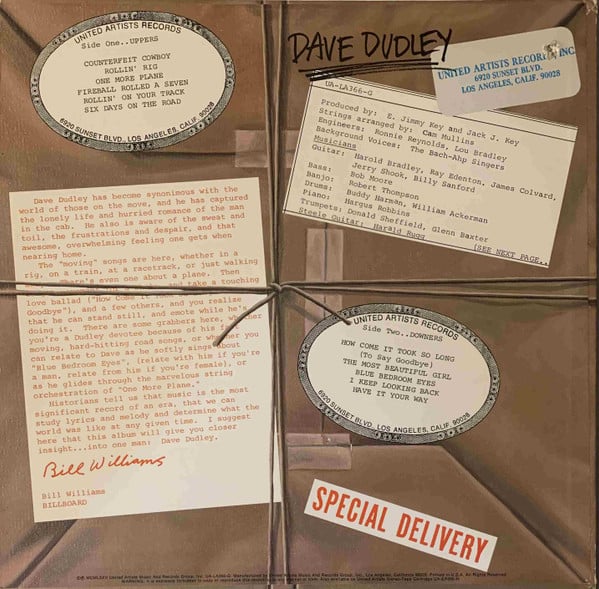 UNITED ARTISTS RECORDS
Side One..UPPERS
COUNTERFEIT COWBOY
ROLLIN' RIG
ONE MORE PLANE
FIREBALL ROLLED A SEVEN
ROLLIN' ON YOUR TRACK
SIX DAYS ON THE ROAD
6920 SUNSET BLVD., LOS ANGELES, CALIF. 90028
DAVE DUDLEY
UNITED ARTISTS RECORDS, INC.
6920 SUNSET BLVD.
LOS ANGELES, CALIF. 90028
UA-LA366-G
Produced by: E. Jimmy Key and Jack J. Key
Strings arranged by: Cam Mullins
Engineers: Ronnie Reynolds, Lou Bradley
Background Voices: The Bach-Ahp Singers
Musicians
Guitar: Harold Bradley, Ray Edenton, James Colvard,
Jerry Shook, Billy Sanford
Bass: Bob Moore
Banjo: Robert Thompson
Drums: Buddy Harman, William Ackerman
Piano: Hargus Robbins
Trumpets: Donald Sheffield, Glenn Baxter
Steele Guitar: Harald Rugg
(SEE NEXT PAGE..
Dave Dudley has become synonimous with the
world of those on the move, and he has captured
the lonely life and hurried romance of the man
in the cab. He also is aware of the sweat and
toil, the frustrations and despair, and that
awesome, overwhelming feeling one gets when
nearing home.
The "moving" songs are here, whether in a
rig, on a train, at a racetrack, or just walking
There's even one about a plane. Then
and take a touching
love ballad ("How Come It
Goodbye"), and a few others, and you realize
that he can stand still, and emote while he's
doing it. There are some grabbers here, whether
you're a Dudley devotee because of his
moving, hard-hitting road songs, or whether you
can relate to Dave as he softly sings about
"Blue Bedroom Eyes", (relate with him if you're
a man, relate from him if you're female), or
as he glides through the marvelous string
orchestration of "One More Plane."
Historians tell us that music is the most
significant record of an era, that we can
study lyrics and melody and determine what the
world was like at any given time. I suggest
here that this album will give you closer
insight...into one man: Dave Dudley.
Bill Williams
Bill Williams
BILLBOARD
UNITED ARTISTS RECORDS
Side Two..DOWNERS
HOW COME IT TOOK SO LONG
(To Say Goodbye)
THE MOST BEAUTIFUL GIRL
BLUE BEDROOM EYES
I KEEP LOOKING BACK
HAVE IT YOUR WAY
6920 SUNSET BLVD., LOS ANGELES, CALIF. 90028
SPECIAL DELIVERY